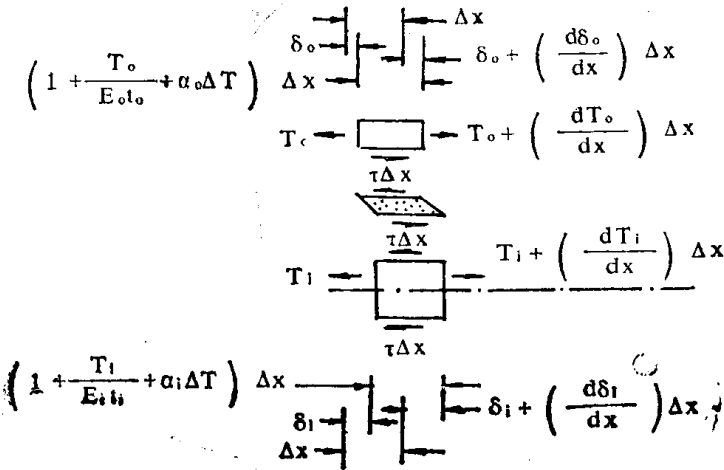 Δx
δₒ
δₒ + ( dδₒ / dx ) Δx
( 1 + Tₒ / Eₒtₒ + αₒΔT ) Δx
Tₒ
Tₒ + ( dTₒ / dx ) Δx
τΔx
τΔx
Tᵢ
Tᵢ + ( dTᵢ / dx ) Δx
τΔx
( 1 + Tᵢ / Eᵢtᵢ + αᵢΔT ) Δx
δᵢ
δᵢ + ( dδᵢ / dx ) Δx
Δx